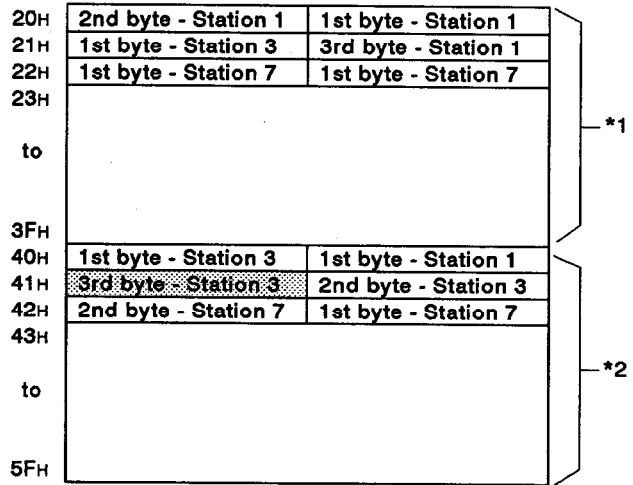 20H 2nd byte - Station 1 1st byte - Station 1
21H 1st byte - Station 3 3rd byte - Station 1
22H 1st byte - Station 7 1st byte - Station 7
23H
*1
to
3FH
40H 1st byte - Station 3 1st byte - Station 1
41H 3rd byte - Station 3 2nd byte - Station 3
42H 2nd byte - Station 7 1st byte - Station 7
43H
*2
to
5FH